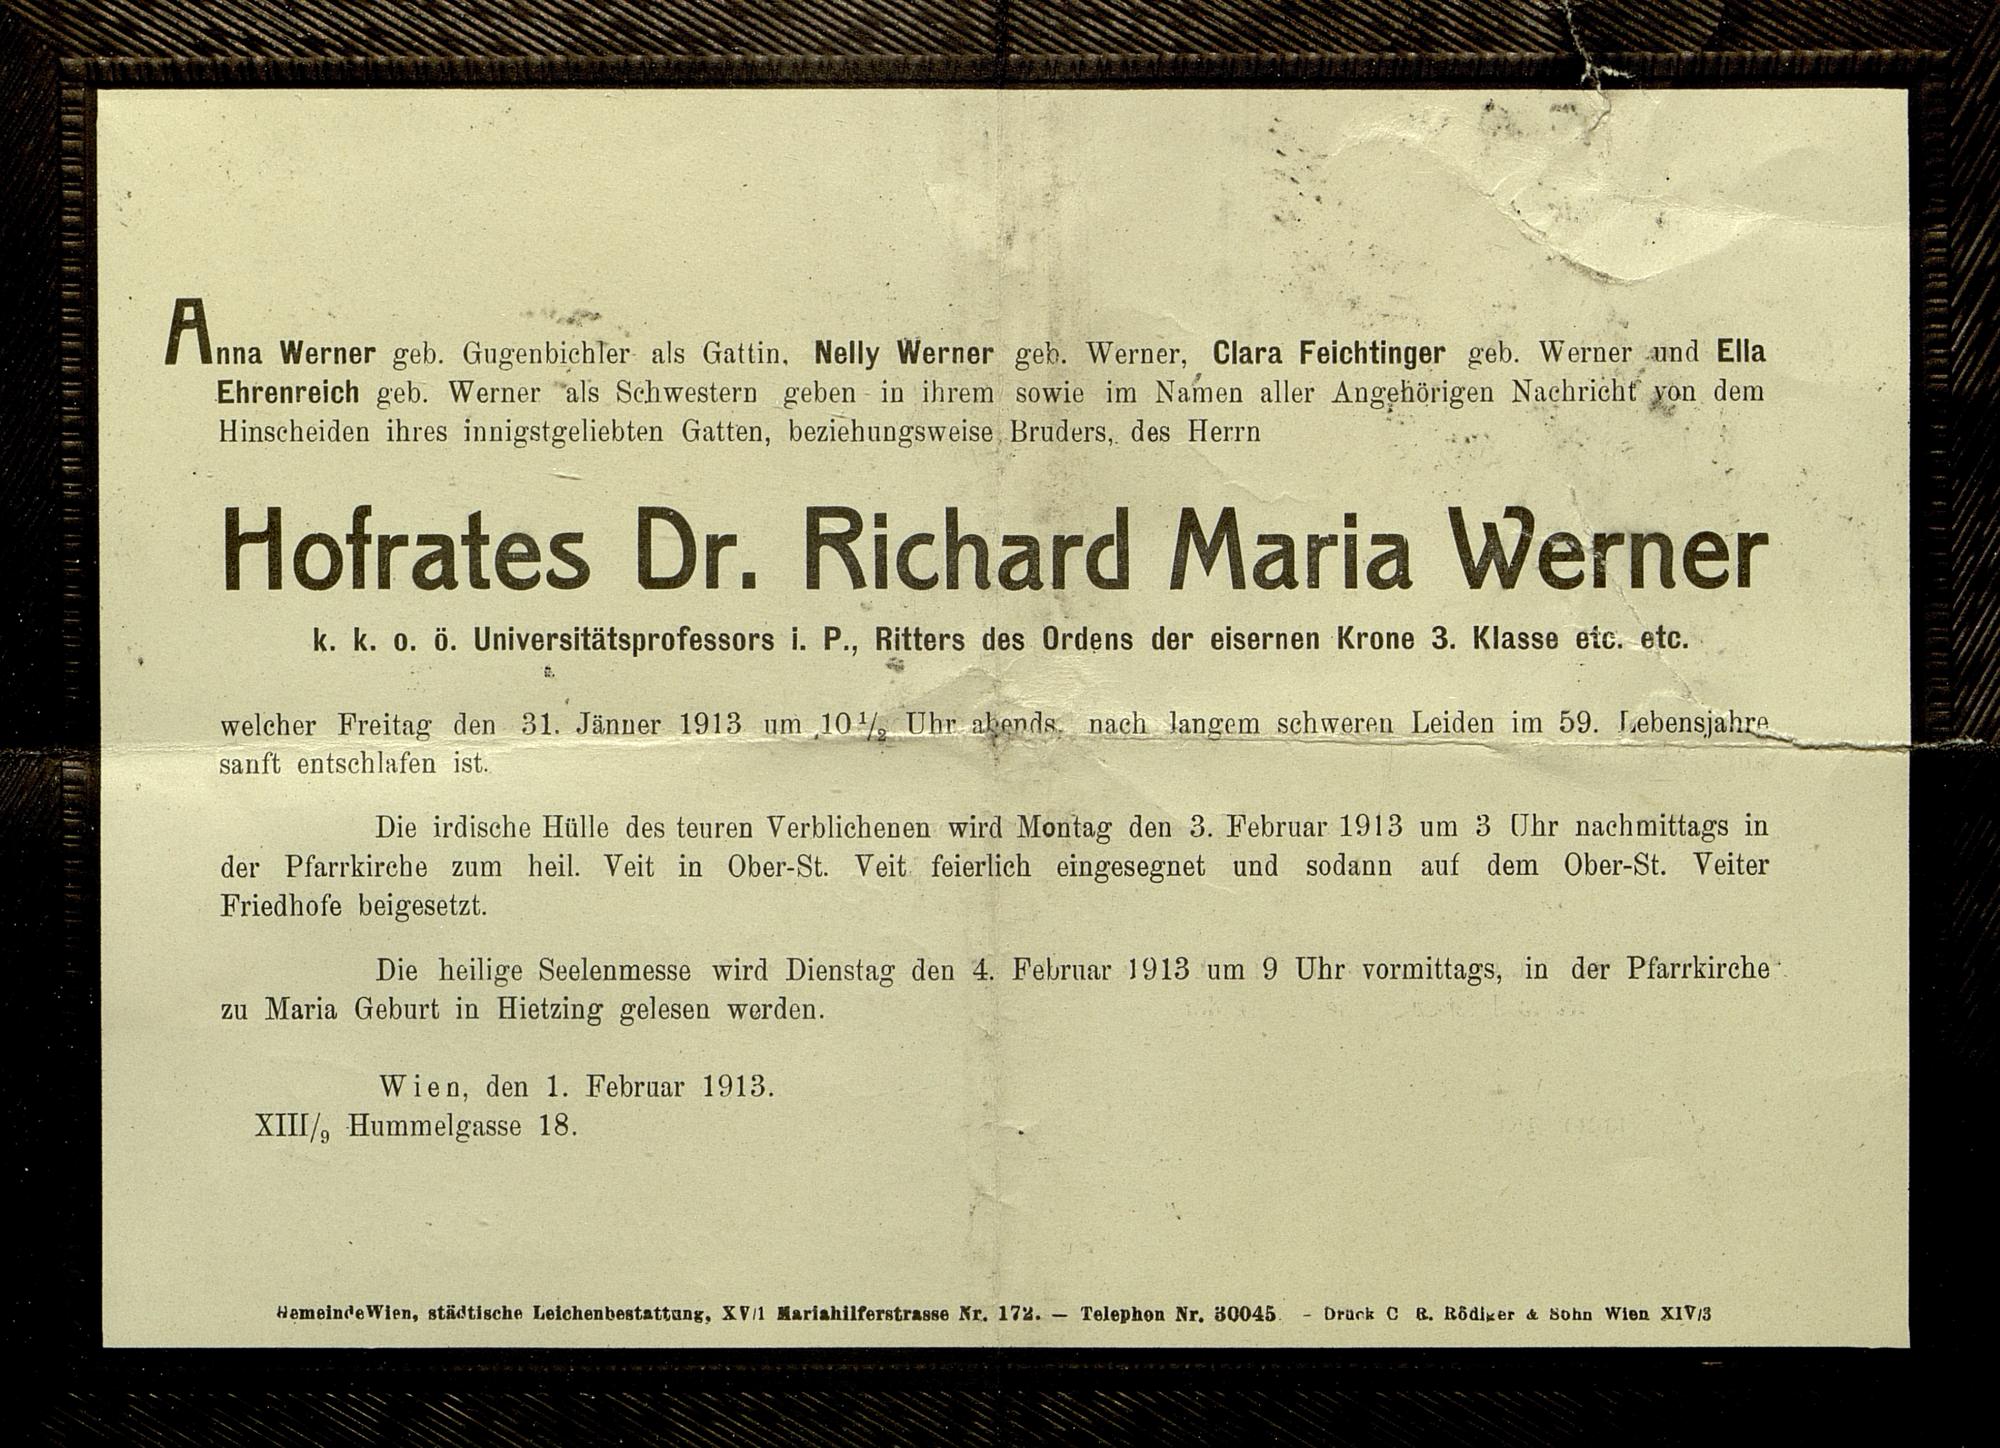 Anna Werner geb. Gugenbichler als Gattin, Nelly Werner geb. Werner, Clara Feichtinger geb. Werner und Ella
Ehrenreich geb. Werner als Schwestern geben in ihrem sowie im Namen aller Angehörigen Nachricht von dem
Hinscheiden ihres innigstgeliebten Gatten, beziehungsweise Bruders, des Herrn
Hofrates Dr. Richard Maria Werner
k. k. o. ö. Universitätsprofessors i. P., Ritters des Ordens der eisernen Krone 3. Klasse etc. etc.
welcher Freitag den 31. Jänner 1913 um 10 1/2 Uhr abends nach langem schweren Leiden im 59. Lebensjahre
sanft entschlafen ist.
Die irdische Hülle des teuren Verblichenen wird Montag den 3. Februar 1913 um 3 Uhr nachmittags in
der Pfarrkirche zum heil. Veit in Ober-St. Veit feierlich eingesegnet und sodann auf dem Ober-St. Veiter
Friedhofe beigesetzt.
Die heilige Seelenmesse wird Dienstag den 4. Februar 1913 um 9 Uhr vormittags, in der Pfarrkirche
zu Maria Geburt in Hietzing gelesen werden.
Wien, den 1. Februar 1913.
XIII/9 Hummelgasse 18.
Gemeinde Wien, städtische Leichenbestattung, XV/1 Mariahilferstrasse Nr. 172. — Telephon Nr. 30045 — Druck C. R. Rödiger & Sohn Wien XIV/3